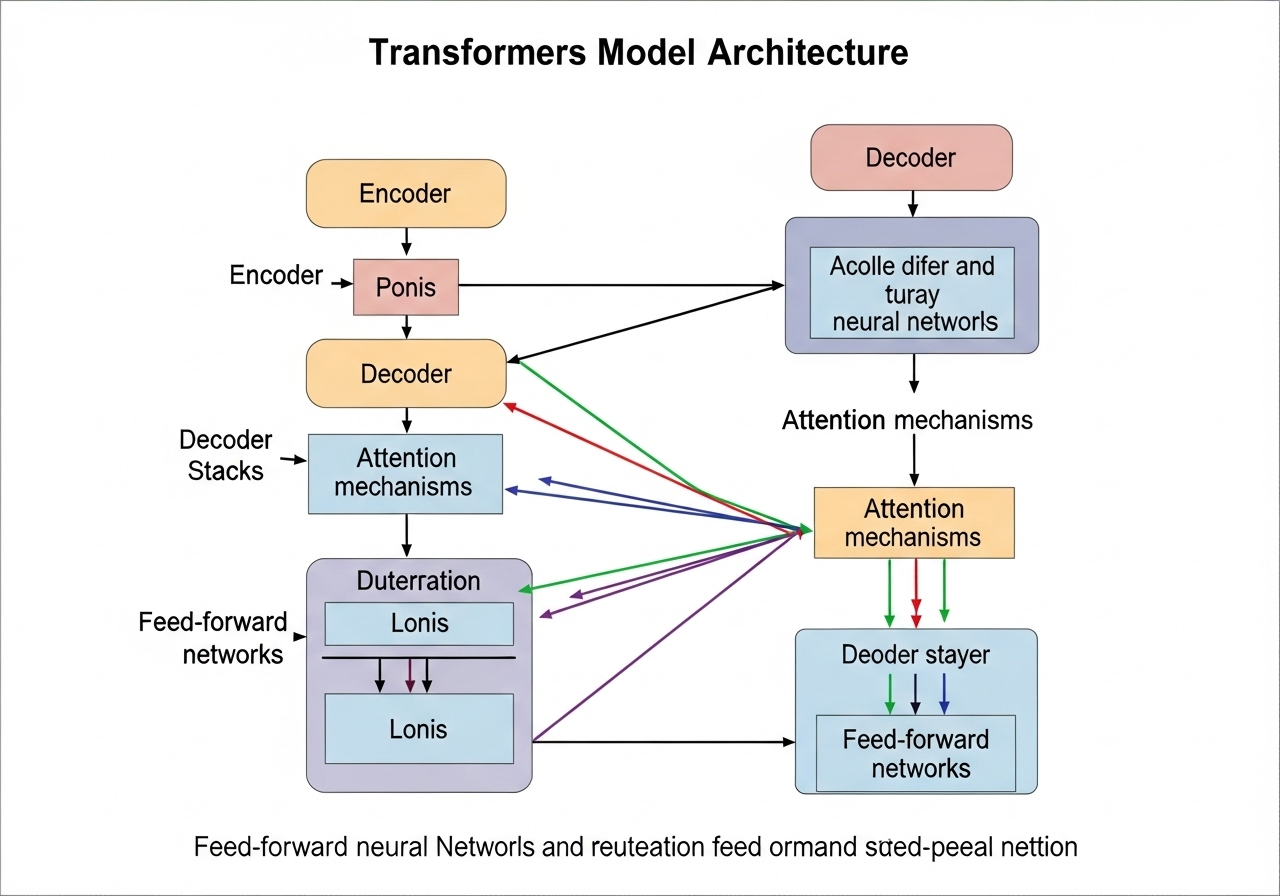 Transformers Model Architecture
Encoder
Encoder
Ponis
Decoder
Decoder
Stacks
Attention
mechanisms
Feed-forward
networks
Duterration
Lonis
Lonis
Decoder
Acolle difer and
turay
neural networls
Attention mechanisms
Attention
mechanisms
Deoder stayer
Feed-forward
networks
Feed-forward neural Networls and reuteation feed ormand sted-peeal nettion